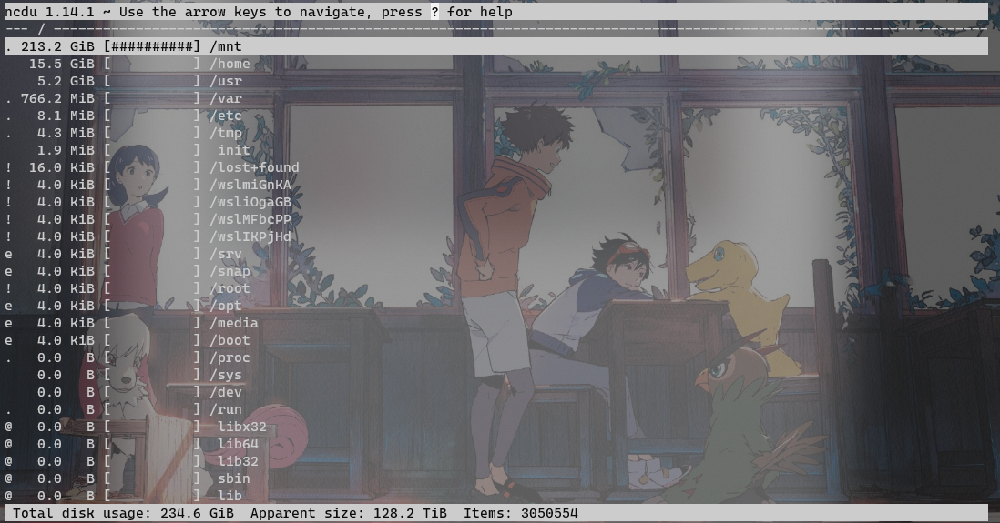 ncdu 1.14.1 ~ Use the arrow keys to navigate, press ? for help
--- / ------------------------------------------------------------------------------------------------------------------
. 213.2 GiB [##########] /mnt
   15.5 GiB [          ] /home
    5.2 GiB [          ] /usr
. 766.2 MiB [          ] /var
.   8.1 MiB [          ] /etc
.   4.3 MiB [          ] /tmp
    1.9 MiB [          ]  init
!  16.0 KiB [          ] /lost+found
!   4.0 KiB [          ] /wslmiGnKA
!   4.0 KiB [          ] /wsliOgaGB
!   4.0 KiB [          ] /wslMFbcPP
!   4.0 KiB [          ] /wslIKPjHd
e   4.0 KiB [          ] /srv
e   4.0 KiB [          ] /snap
!   4.0 KiB [          ] /root
e   4.0 KiB [          ] /opt
e   4.0 KiB [          ] /media
e   4.0 KiB [          ] /boot
.   0.0   B [          ] /proc
    0.0   B [          ] /sys
    0.0   B [          ] /dev
.   0.0   B [          ] /run
@   0.0   B [          ]  libx32
@   0.0   B [          ]  lib64
@   0.0   B [          ]  lib32
@   0.0   B [          ]  sbin
@   0.0   B [          ]  lib
Total disk usage: 234.6 GiB  Apparent size: 128.2 TiB  Items: 3050554